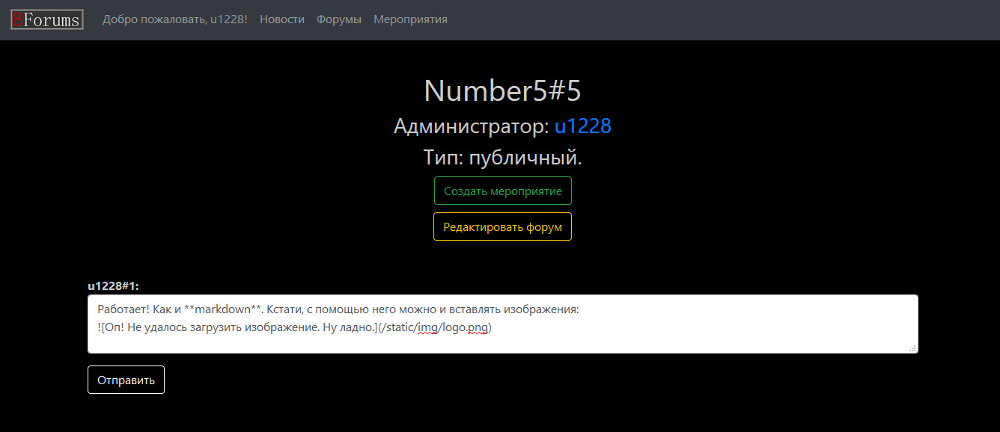 BForums Добро пожаловать, u1228! Новости Форумы Мероприятия
Number5#5
Администратор: u1228
Тип: публичный.
Создать мероприятие
Редактировать форум
u1228#1:
Работает! Как и **markdown**. Кстати, с помощью него можно и вставлять изображения:
![Оп! Не удалось загрузить изображение. Ну ладно.](/static/img/logo.png)
Отправить